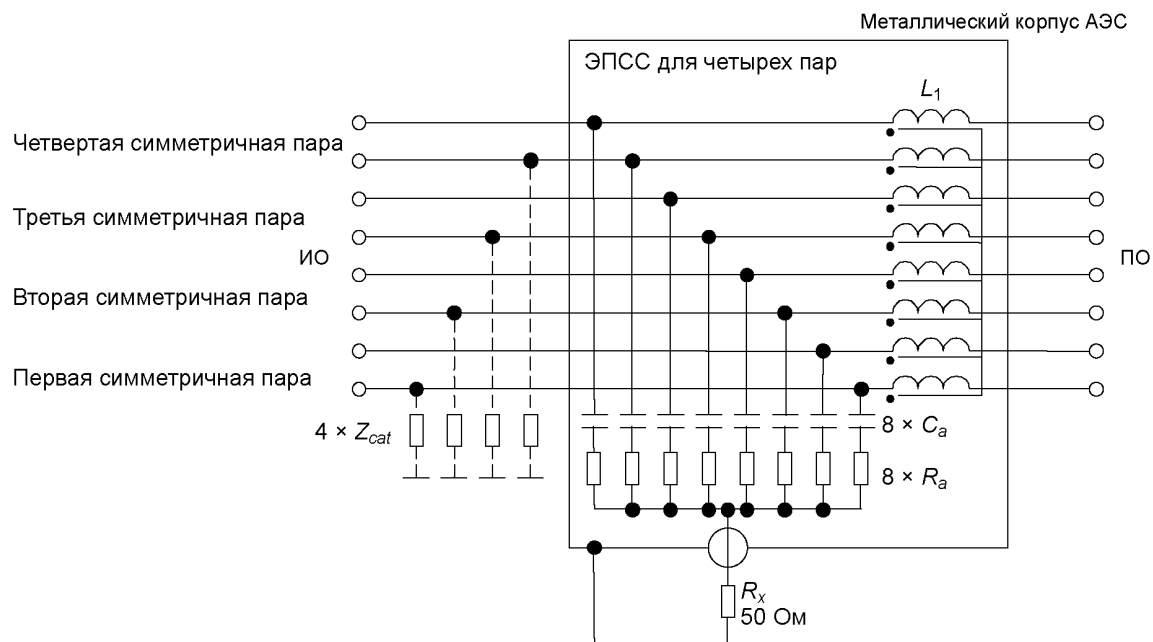 Металлический корпус АЭС
ЭПСС для четырех пар
L1
Четвертая симметричная пара
Третья симметричная пара
ИО
ПО
Вторая симметричная пара
Первая симметричная пара
4 × Zcat
8 × Ca
8 × Ra
Rx
50 Ом